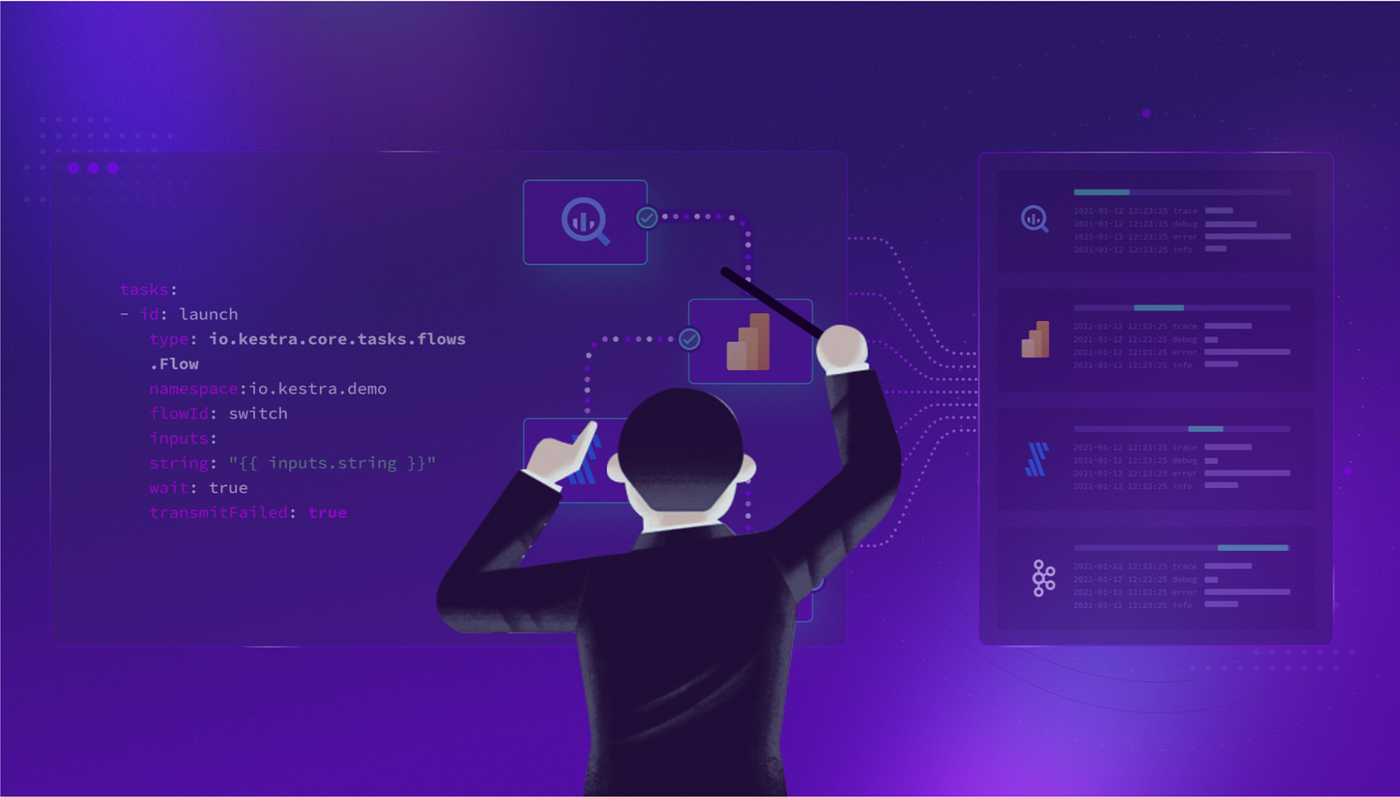 tasks:
- id: launch
type: io.kestra.core.tasks.flows
.Flow
namespace:io.kestra.demo
flowId: switch
inputs:
string: "{{ inputs.string }}"
wait: true
transmitFailed: true
2021-01-12 12:23:25 trace
2021-01-12 12:23:25 debug
2021-01-12 12:23:25 error
2021-01-12 12:23:25 info
2021-01-12 12:23:25 trace
2021-01-12 12:23:25 debug
2021-01-12 12:23:25 error
2021-01-12 12:23:25 info
2021-01-12 12:23:25 trace
2021-01-12 12:23:25 debug
2021-01-12 12:23:25 error
2021-01-12 12:23:25 info
2021-01-12 12:23:25 trace
2021-01-12 12:23:25 debug
2021-01-12 12:23:25 error
2021-01-12 12:23:25 info